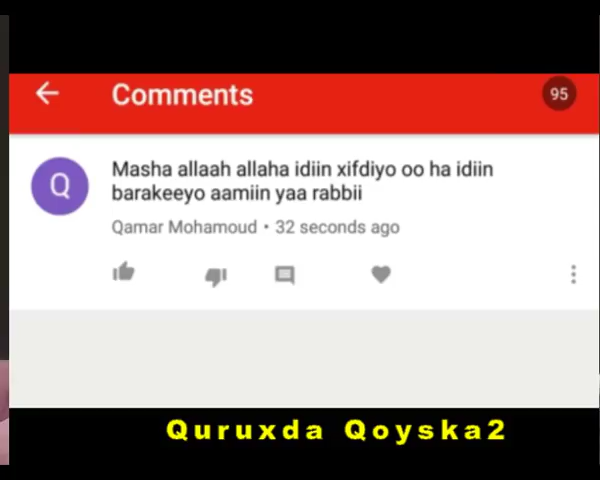 Comments
95
Q
Masha allaah allaha idiin xifdiyo oo ha idiin
barakeeyo aamiin yaa rabbii
Qamar Mohamoud • 32 seconds ago
Quruxda Qoyska2